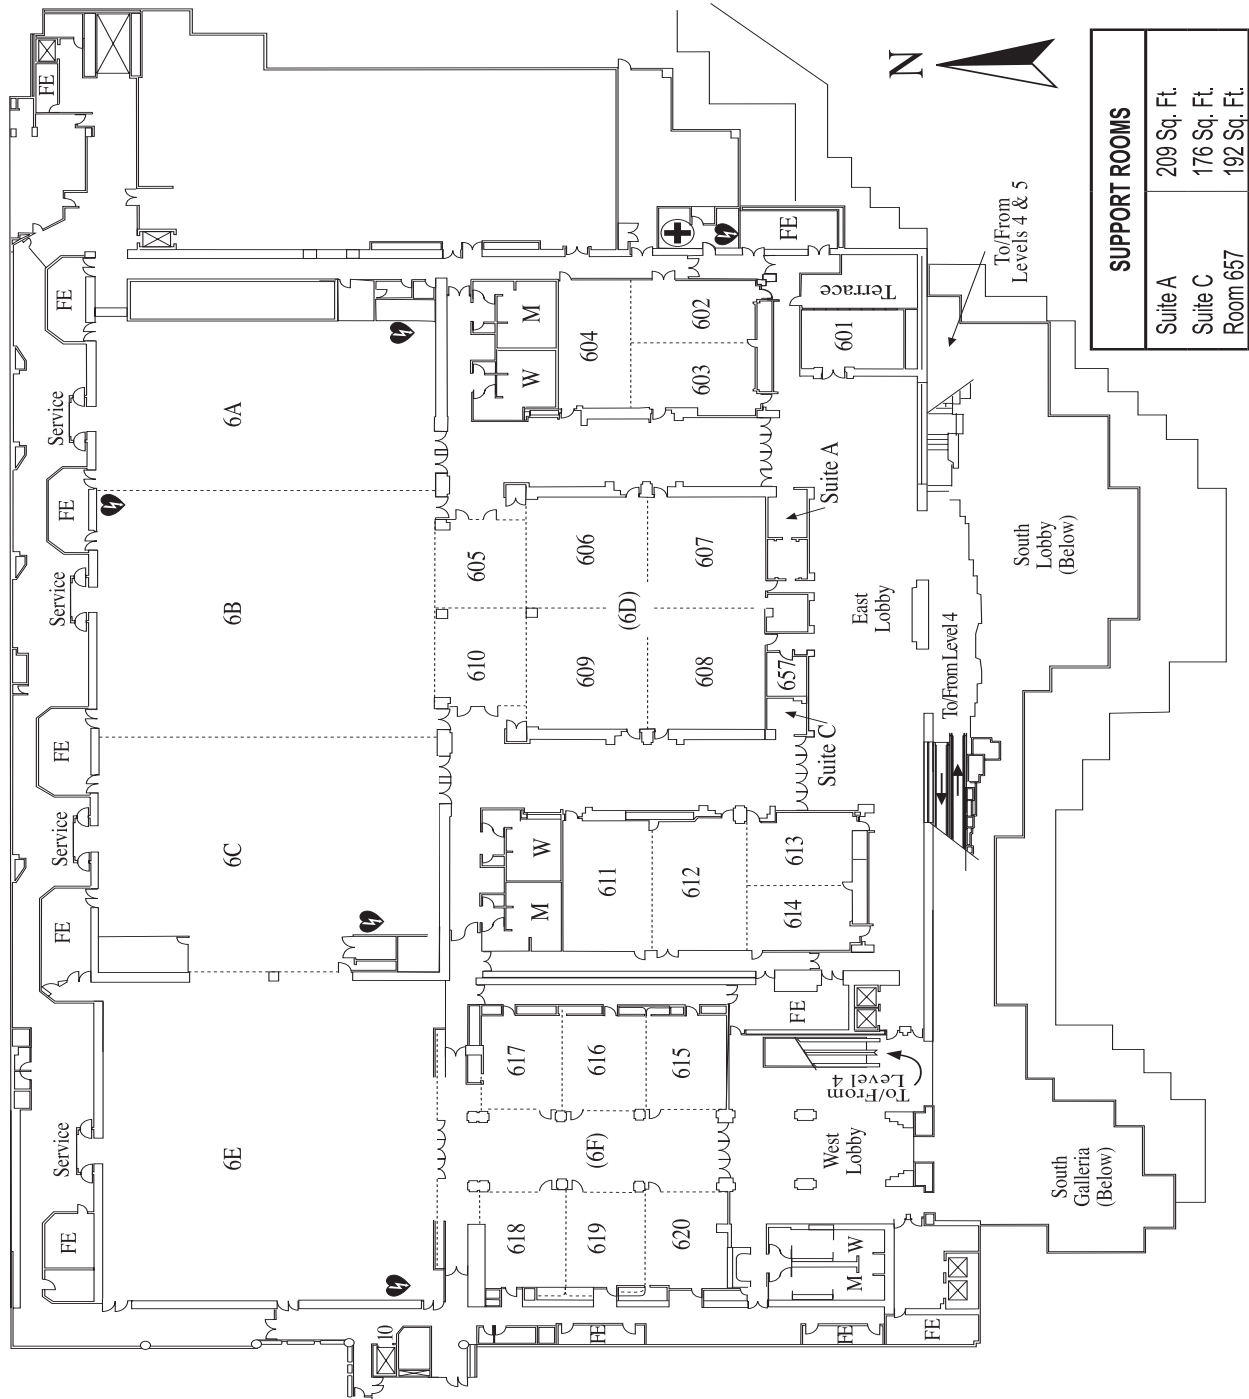 FE
Service
FE
Service
FE
Service
FE
Service
FE
FE
6E
6C
6B
6A
10
610
605
618
617
M
W
W
M
FE
619
(6F)
616
611
609
(6D)
606
604
620
615
612
608
607
603
602
614
613
657
FE
FE
FE
West
Lobby
To/From
Level 4
Suite C
Suite A
601
Terrace
M
W
East
Lobby
N
FE
To/From Level 4
To/From
Levels 4 & 5
South
Galleria
(Below)
South
Lobby
(Below)
SUPPORT ROOMS
Suite A 209 Sq. Ft.
Suite C 176 Sq. Ft.
Room 657 192 Sq. Ft.